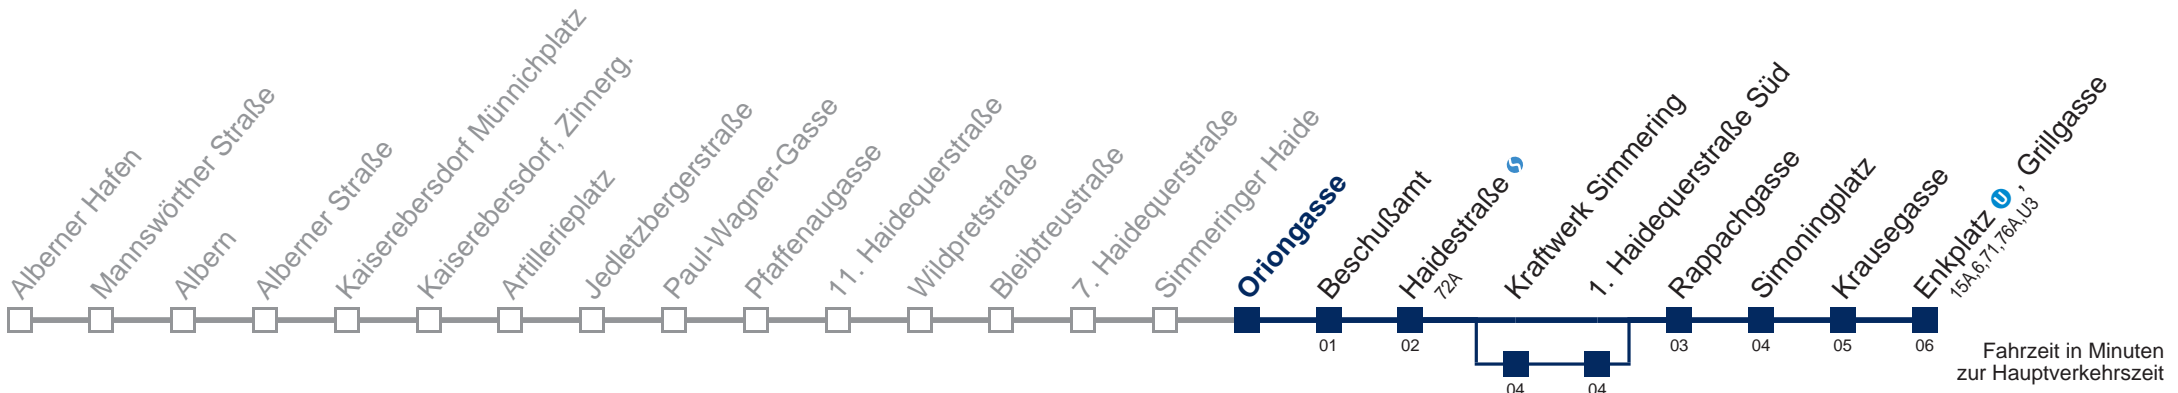 Alberner Hafen
Mannswörther Straße
Albern
Alberner Straße
Kaiserebersdorf Münnichplatz
Kaiserebersdorf, Zinnerg.
Artillerieplatz
Jedletzbergerstraße
Paul-Wagner-Gasse
Pfaffenaugasse
11. Haidequerstraße
Wildpretstraße
Bleibtreustraße
7. Haidequerstraße
Simmeringer Haide
Oriongasse
Beschußamt
Haidestraße S
72A
Kraftwerk Simmering
1. Haidequerstraße Süd
Rappachgasse
Simoningplatz
Krausegasse
Enkplatz U , Grillgasse
15A,6,71,76A,U3
01
02
03
04
05
06
04
04
Fahrzeit in Minuten
zur Hauptverkehrszeit